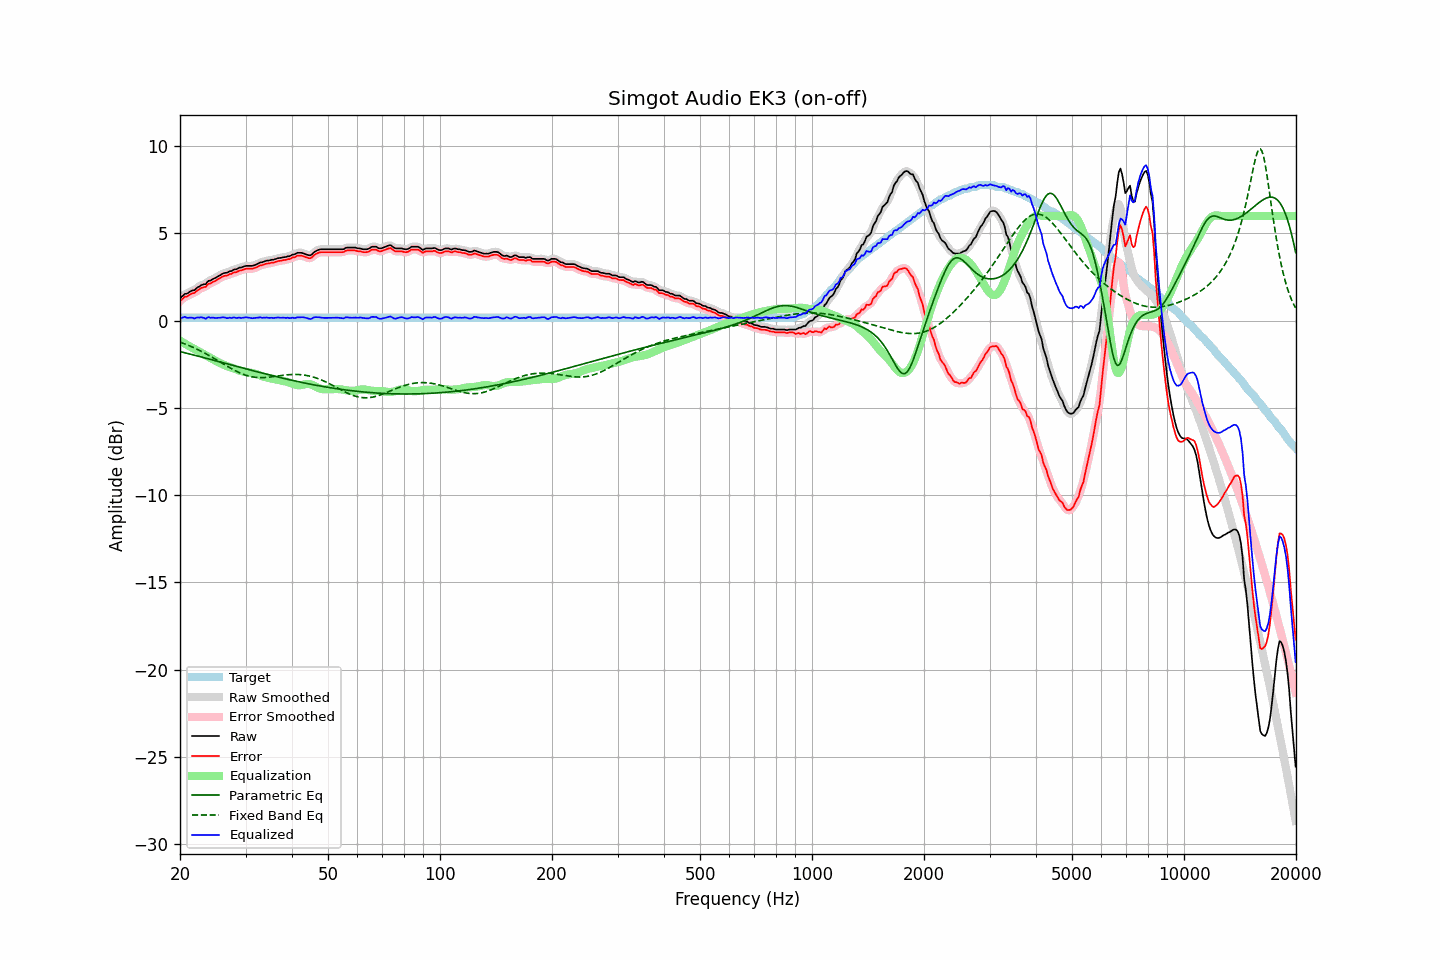 Simgot Audio EK3 (on-off)
Amplitude (dBr)
10
5
0
−5
−10
−15
−20
−25
−30
Target
Raw Smoothed
Error Smoothed
Raw
Error
Equalization
Parametric Eq
Fixed Band Eq
Equalized
20 50 100 200 500 1000 2000 5000 10000 20000
Frequency (Hz)